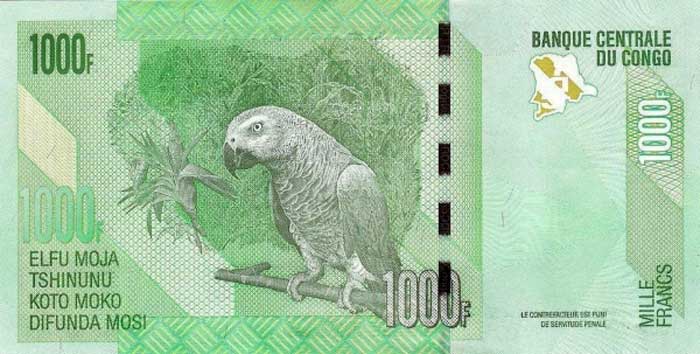 1000F
BANQUE CENTRALE
DU CONGO
1000F
1000F
ELFU MOJA
TSHINUNU
KOTO MOKO
DIFUNDA MOSI
1000F
LE CONTREFACTEUR EST PUNI
DE SERVITUDE PENALE
MILLE
FRANCS